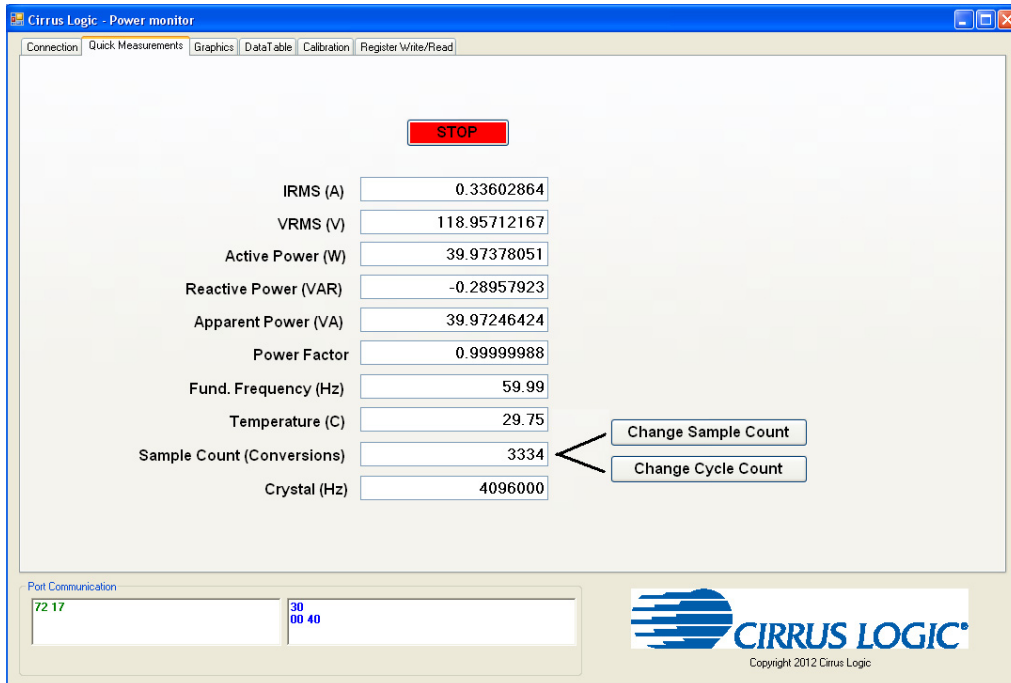 Cirrus Logic - Power monitor
Connection Quick Measurements Graphics DataTable Calibration Register Write/Read
STOP
IRMS (A) 0.33602864
VRMS (V) 118.95712167
Active Power (W) 39.97378051
Reactive Power (VAR) -0.28957923
Apparent Power (VA) 39.97246424
Power Factor 0.99999988
Fund. Frequency (Hz) 59.99
Temperature (C) 29.75
Change Sample Count
Sample Count (Conversions) 3334
Change Cycle Count
Crystal (Hz) 4096000
Port Communication
72 17
30
00 40
CIRRUS LOGIC®
Copyright 2012 Cirrus Logic